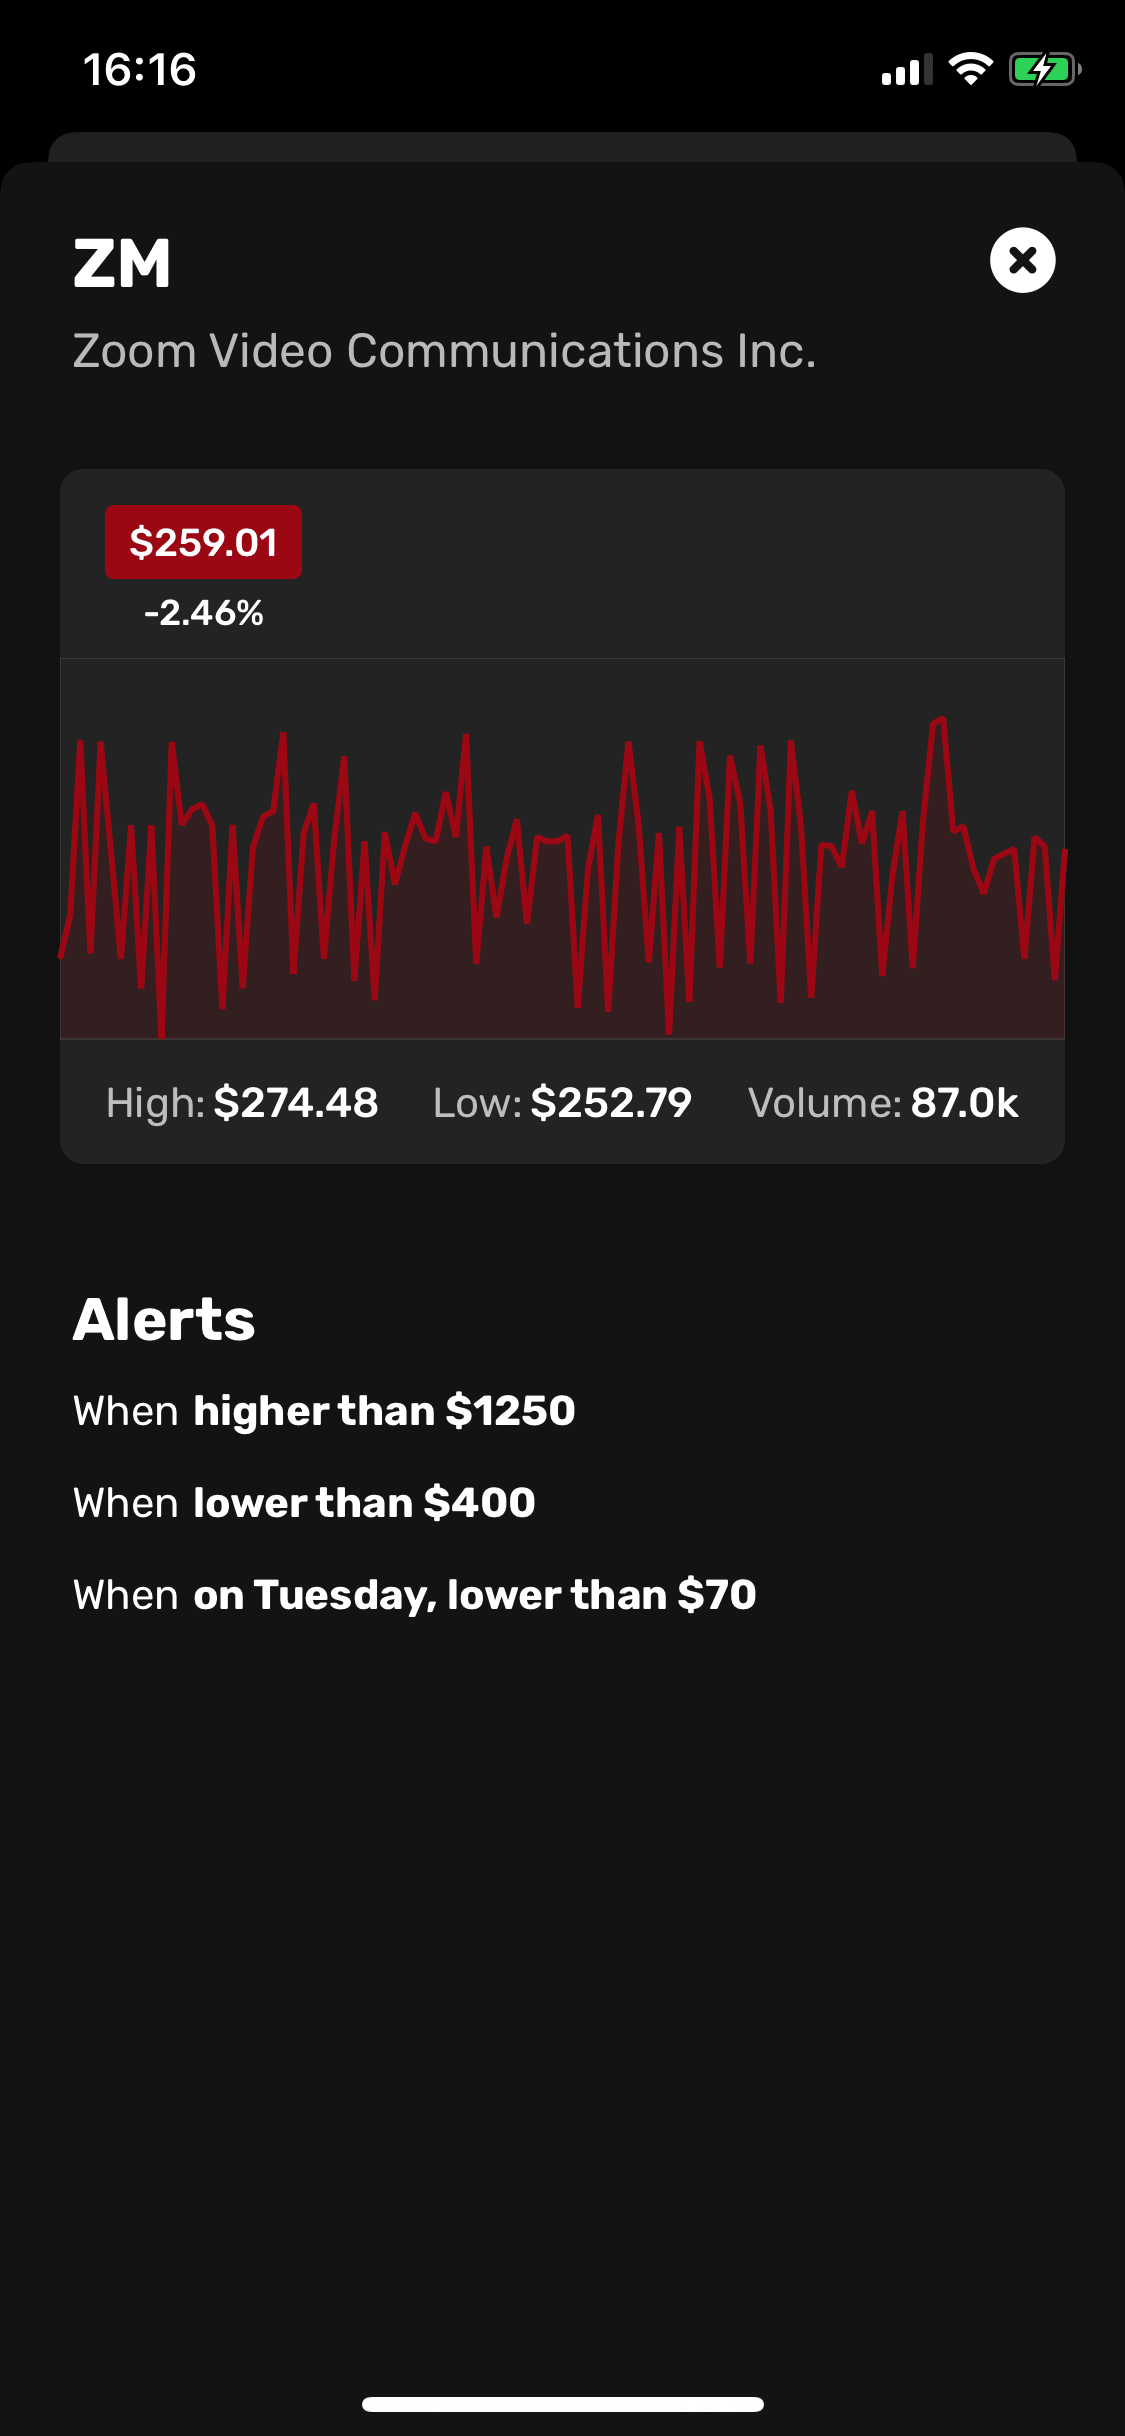 16:16
ZM
Zoom Video Communications Inc.
$259.01
-2.46%
High: $274.48 Low: $252.79 Volume: 87.0k
Alerts
When higher than $1250
When lower than $400
When on Tuesday, lower than $70